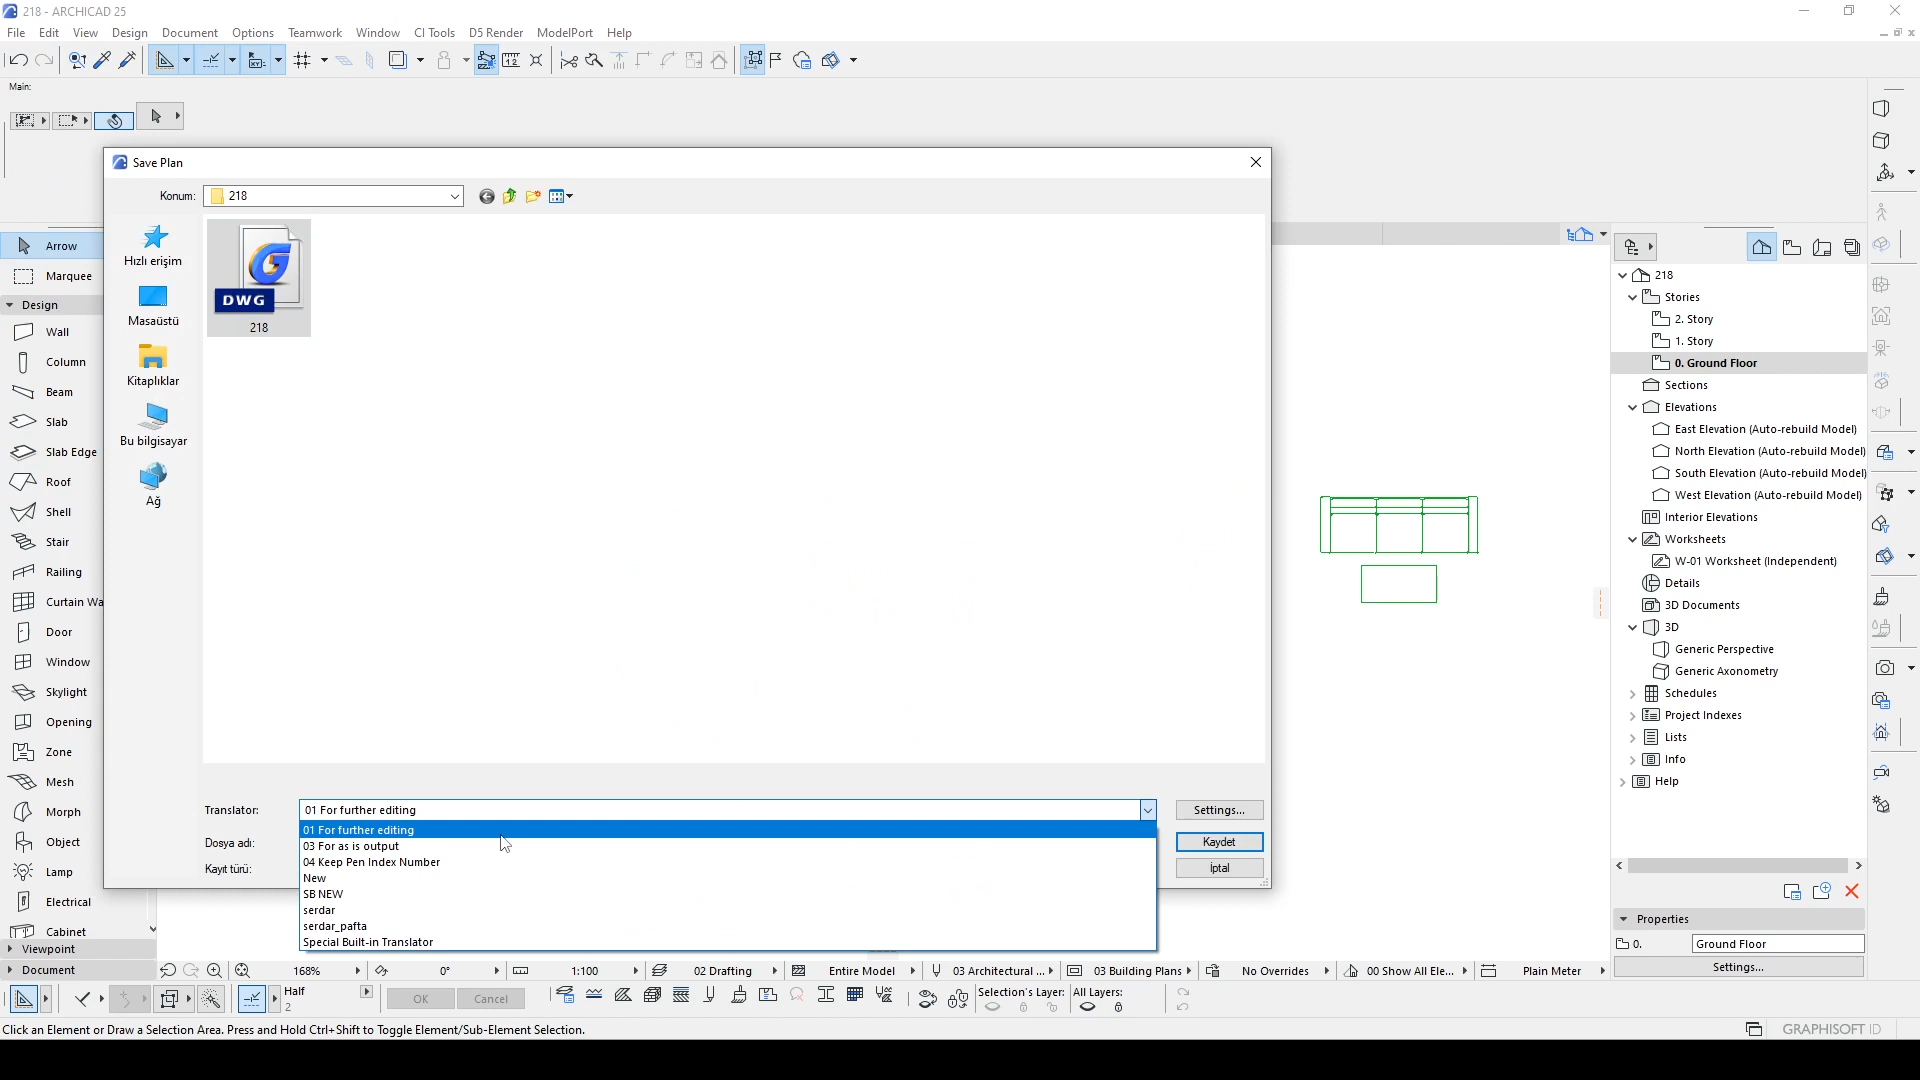 218 - ARCHICAD 25
File Edit View Design Document Options Teamwork Window CI Tools D5 Render ModelPort Help
Main:
Save Plan
Konum: 218
Hızlı erişim
Masaüstü
Kitaplıklar
Bu bilgisayar
Ağ
DWG
218
Arrow
Marquee
Design
Wall
Column
Beam
Slab
Slab Edge
Roof
Shell
Stair
Railing
Curtain Wa
Door
Window
Skylight
Opening
Zone
Mesh
Morph
Object
Lamp
Electrical
Cabinet
Viewpoint
Document
Translator: 01 For further editing Settings...
Dosya adı: Kaydet
Kayıt türü: İptal
01 For further editing
03 For as is output
04 Keep Pen Index Number
New
SB NEW
serdar
serdar_pafta
Special Built-in Translator
218
Stories
2. Story
1. Story
0. Ground Floor
Sections
Elevations
East Elevation (Auto-rebuild Model)
North Elevation (Auto-rebuild Model)
South Elevation (Auto-rebuild Model)
West Elevation (Auto-rebuild Model)
Interior Elevations
Worksheets
W-01 Worksheet (Independent)
Details
3D Documents
3D
Generic Perspective
Generic Axonometry
Schedules
Project Indexes
Lists
Info
Help
Properties
0. Ground Floor
Settings...
168% 0° 1:100 02 Drafting Entire Model 03 Architectural ... 03 Building Plans No Overrides 00 Show All Ele... Plain Meter
Half
2
OK Cancel
Selection's Layer: All Layers:
Click an Element or Draw a Selection Area. Press and Hold Ctrl+Shift to Toggle Element/Sub-Element Selection.
GRAPHISOFT ID